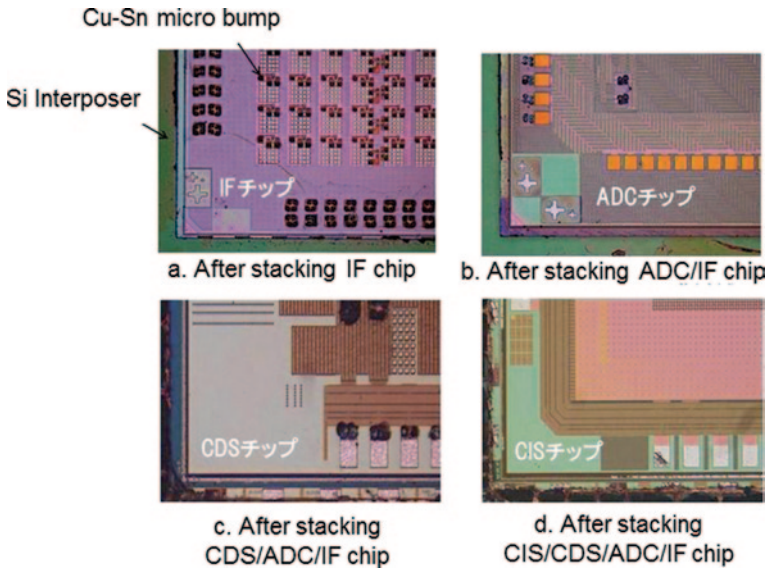 Cu-Sn micro bump
Si Interposer
IFチップ
ADCチップ
a. After stacking IF chip
b. After stacking ADC/IF chip
CDSチップ
CISチップ
c. After stacking
CDS/ADC/IF chip
d. After stacking
CIS/CDS/ADC/IF chip